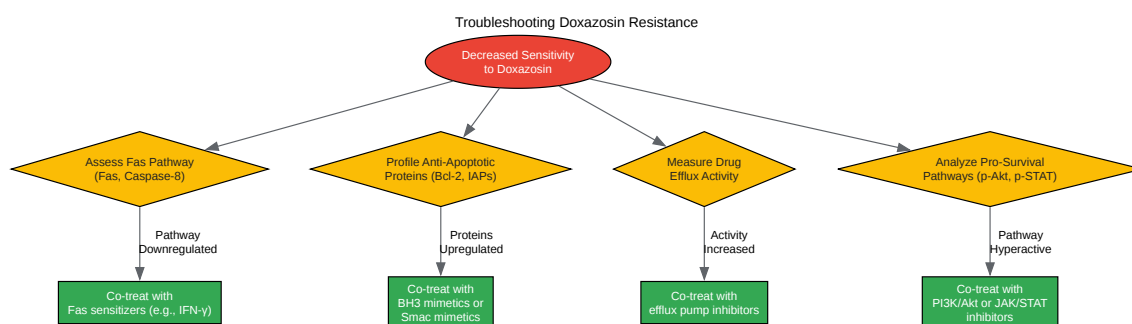 Troubleshooting Doxazosin Resistance
Decreased Sensitivity
to Doxazosin
Assess Fas Pathway
(Fas, Caspase-8)
Profile Anti-Apoptotic
Proteins (Bcl-2, IAPs)
Measure Drug
Efflux Activity
Analyze Pro-Survival
Pathways (p-Akt, p-STAT)
Pathway
Downregulated
Proteins
Upregulated
Activity
Increased
Pathway
Hyperactive
Co-treat with
Fas sensitizers (e.g., IFN-γ)
Co-treat with
BH3 mimetics or
Smac mimetics
Co-treat with
efflux pump inhibitors
Co-treat with
PI3K/Akt or JAK/STAT
inhibitors